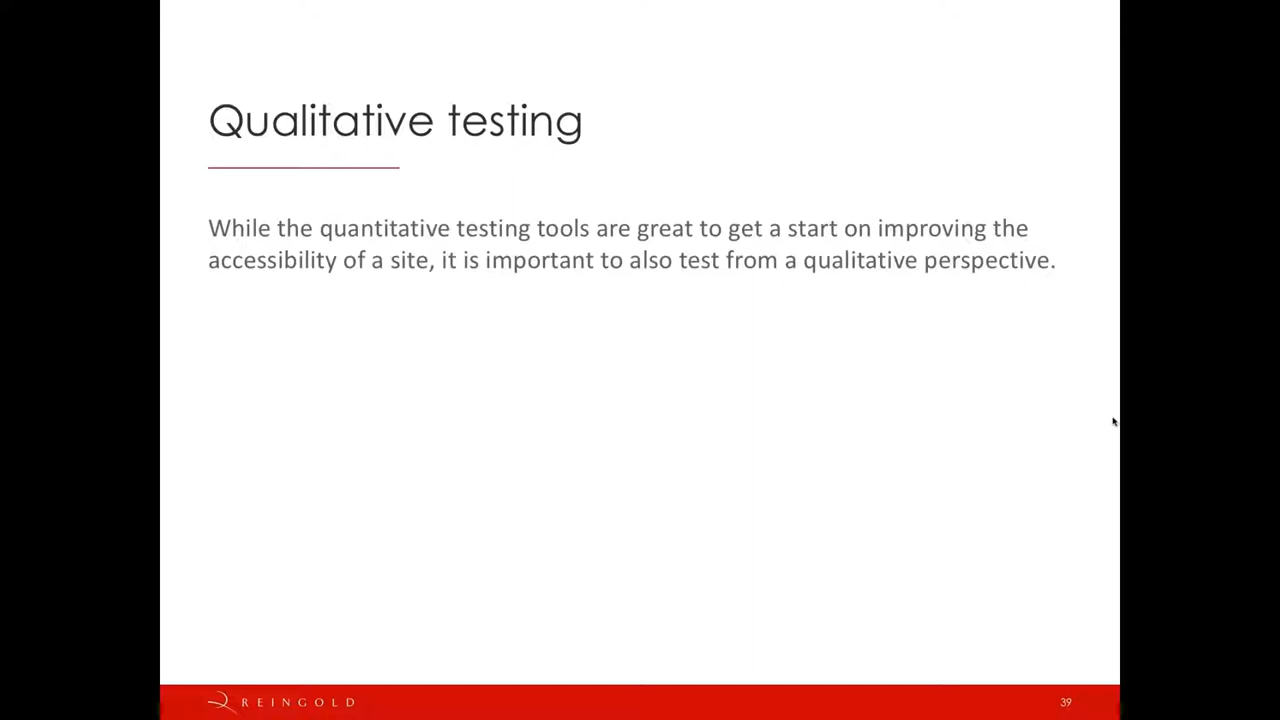 Qualitative testing
While the quantitative testing tools are great to get a start on improving the
accessibility of a site, it is important to also test from a qualitative perspective.
REINGOLD
39